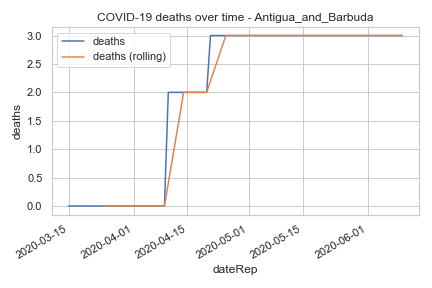 COVID-19 deaths over time - Antigua_and_Barbuda
deaths
deaths (rolling)
3.0
2.5
2.0
1.5
1.0
0.5
0.0
deaths
2020-03-15
2020-04-01
2020-04-15
2020-05-01
2020-05-15
2020-06-01
dateRep